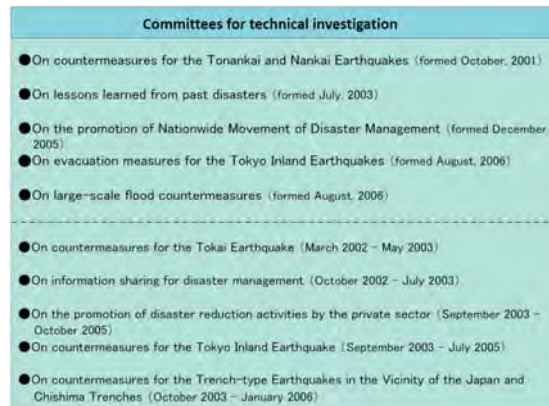 Committees for technical investigation
●On countermeasures for the Tonankai and Nankai Earthquakes (formed October, 2001)
●On lessons learned from past disasters (formed July, 2003)
●On the promotion of Nationwide Movement of Disaster Management (formed December,
2005)
●On evacuation measures for the Tokyo Inland Earthquakes (formed August, 2006)
●On large-scale flood countermeasures (formed August, 2006)
●On countermeasures for the Tokai Earthquake (March 2002 - May 2003)
●On information sharing for disaster management (October 2002 - July 2003)
●On the promotion of disaster reduction activities by the private sector (September 2003 -
October 2005)
●On countermeasures for the Tokyo Inland Earthquake (September 2003 - July 2005)
●On countermeasures for the Trench-type Earthquakes in the Vicinity of the Japan and
Chishima Trenches (October 2003 - January 2006)